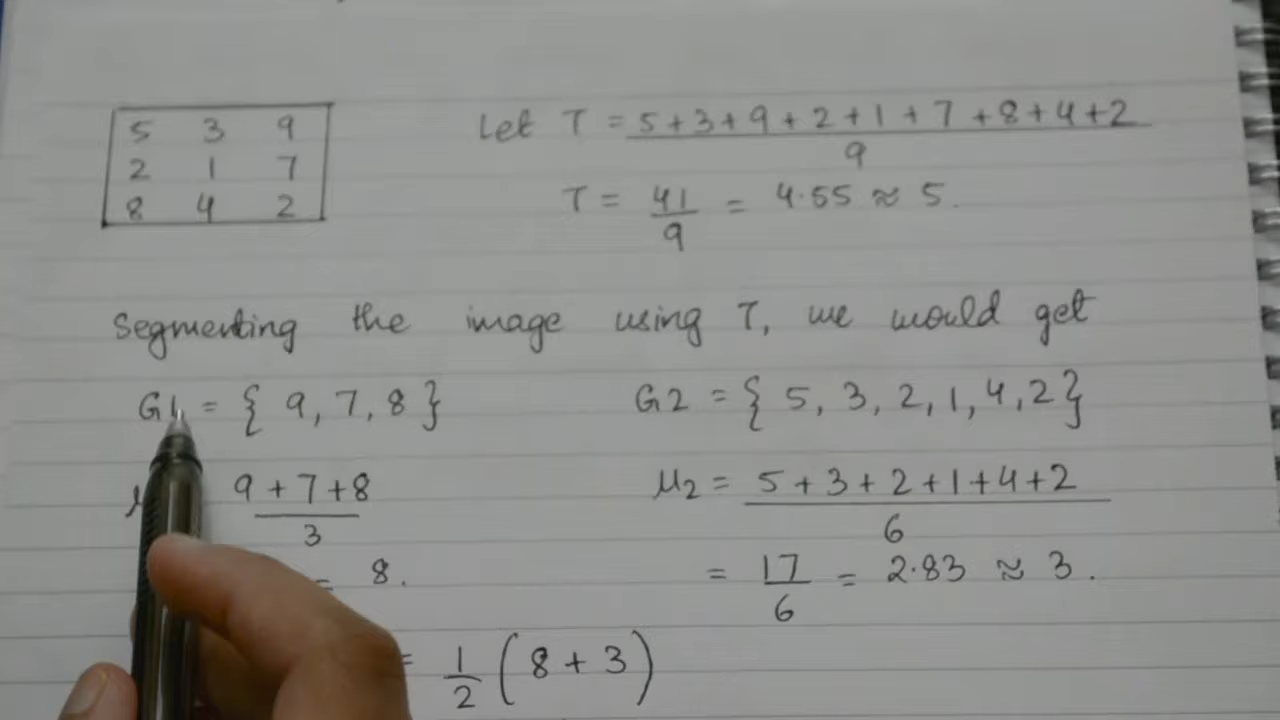 5 3 9
2 1 7
8 4 2
Let T = 5+3+9+2+1+7+8+4+2
9
T = 41/9 = 4.55 ≈ 5.
Segmenting the image using T, we would get
G1 = { 9, 7, 8 }
G2 = { 5, 3, 2, 1, 4, 2 }
9+7+8
3
= 8.
μ2 = 5+3+2+1+4+2
6
= 17/6 = 2.83 ≈ 3.
= 1/2 (8+3)